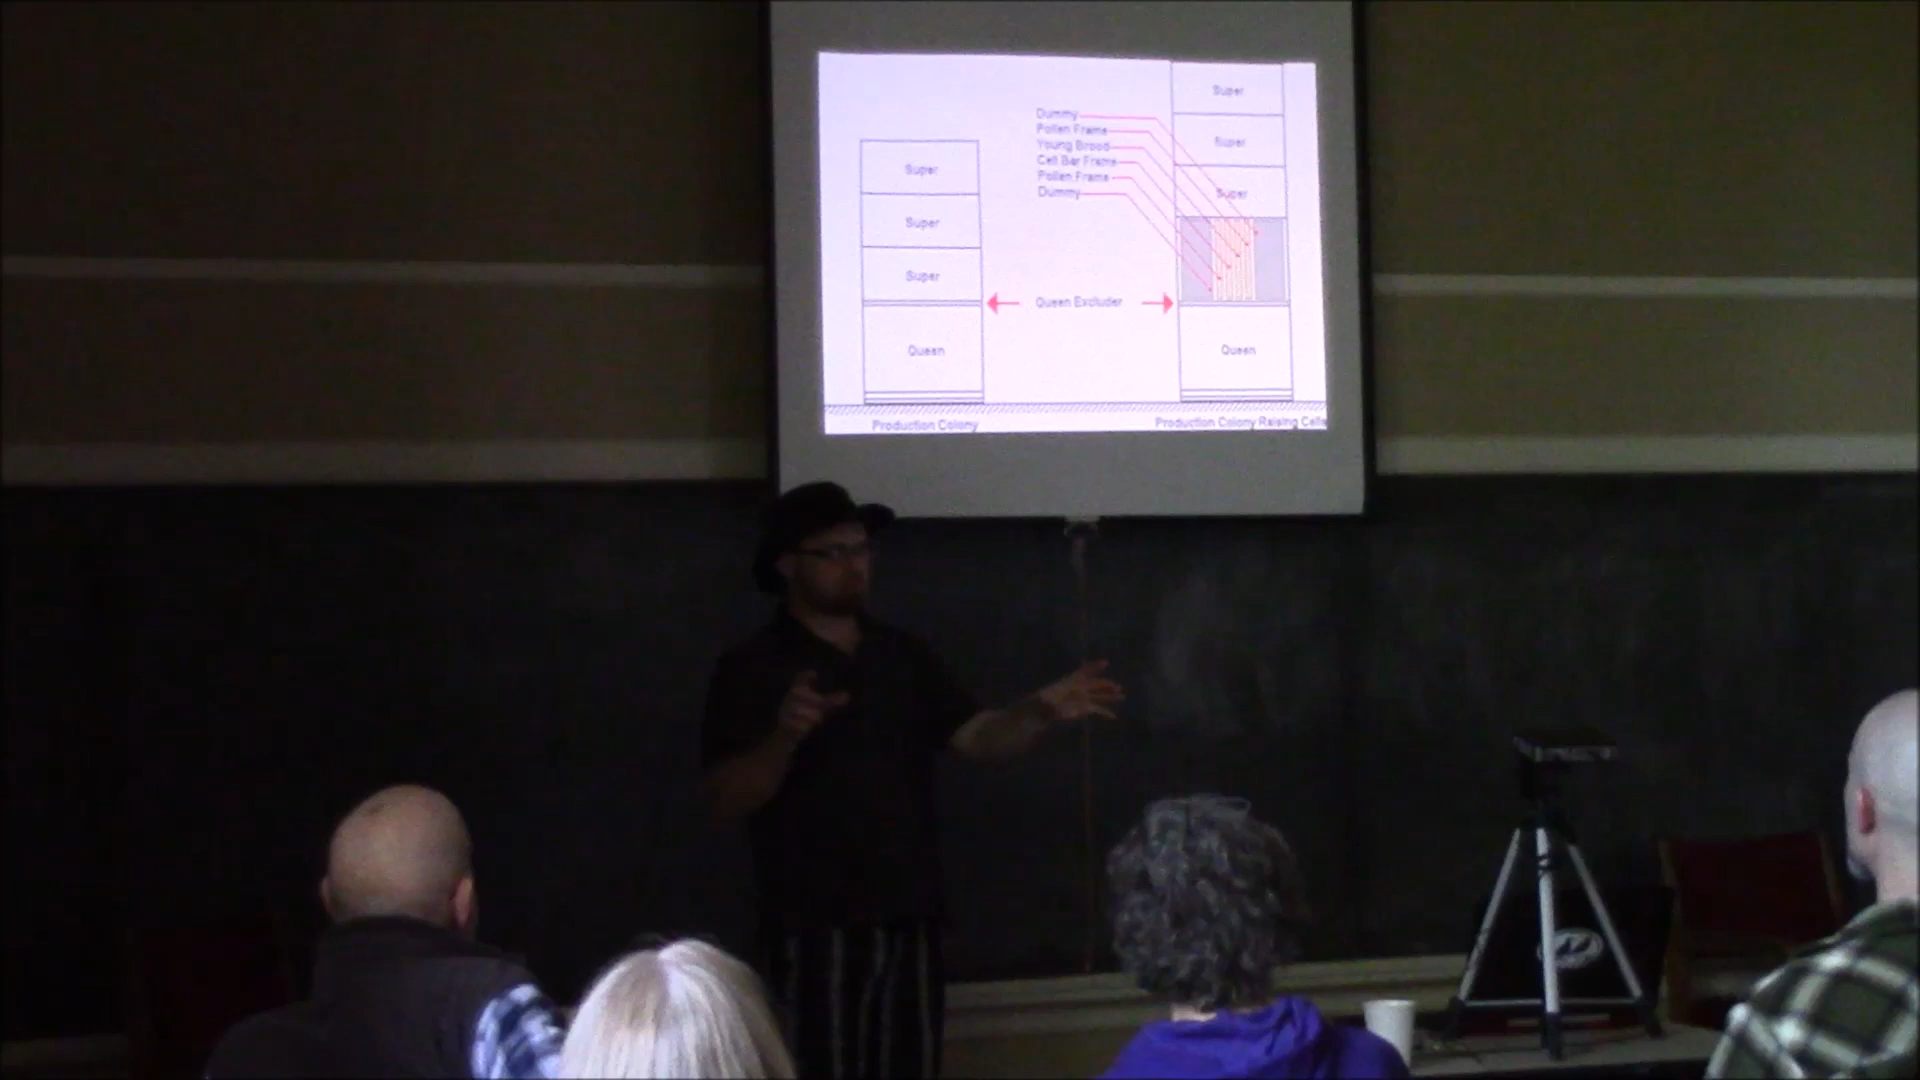 Super
Super
Super
Queen
Production Colony
Dummy
Pollen Frame
Young Brood
Cell Bar Frame
Pollen Frame
Dummy
Queen Excluder
Super
Super
Super
Queen
Production Colony Raising Cells